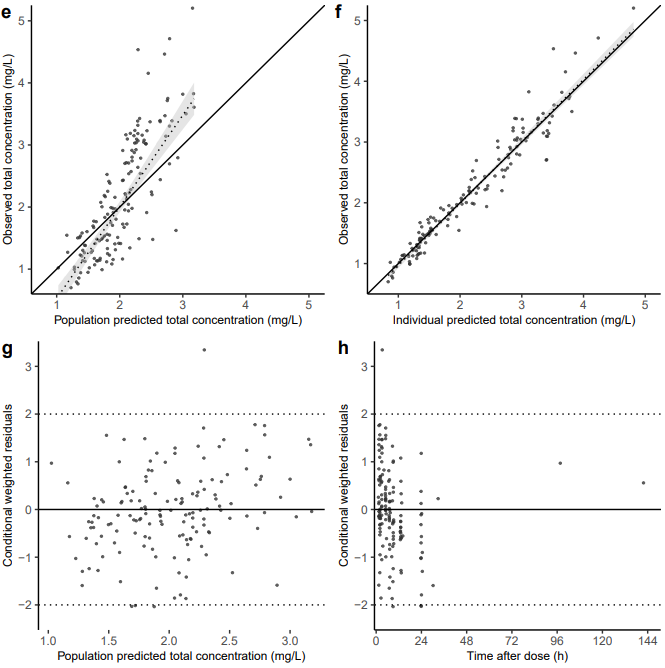 e
Observed total concentration (mg/L)
5
4
3
2
1
1 2 3 4 5
Population predicted total concentration (mg/L)
f
Observed total concentration (mg/L)
5
4
3
2
1
1 2 3 4 5
Individual predicted total concentration (mg/L)
g
Conditional weighted residuals
3
2
1
0
−1
−2
1.0 1.5 2.0 2.5 3.0
Population predicted total concentration (mg/L)
h
Conditional weighted residuals
3
2
1
0
−1
−2
0 24 48 72 96 120 144
Time after dose (h)